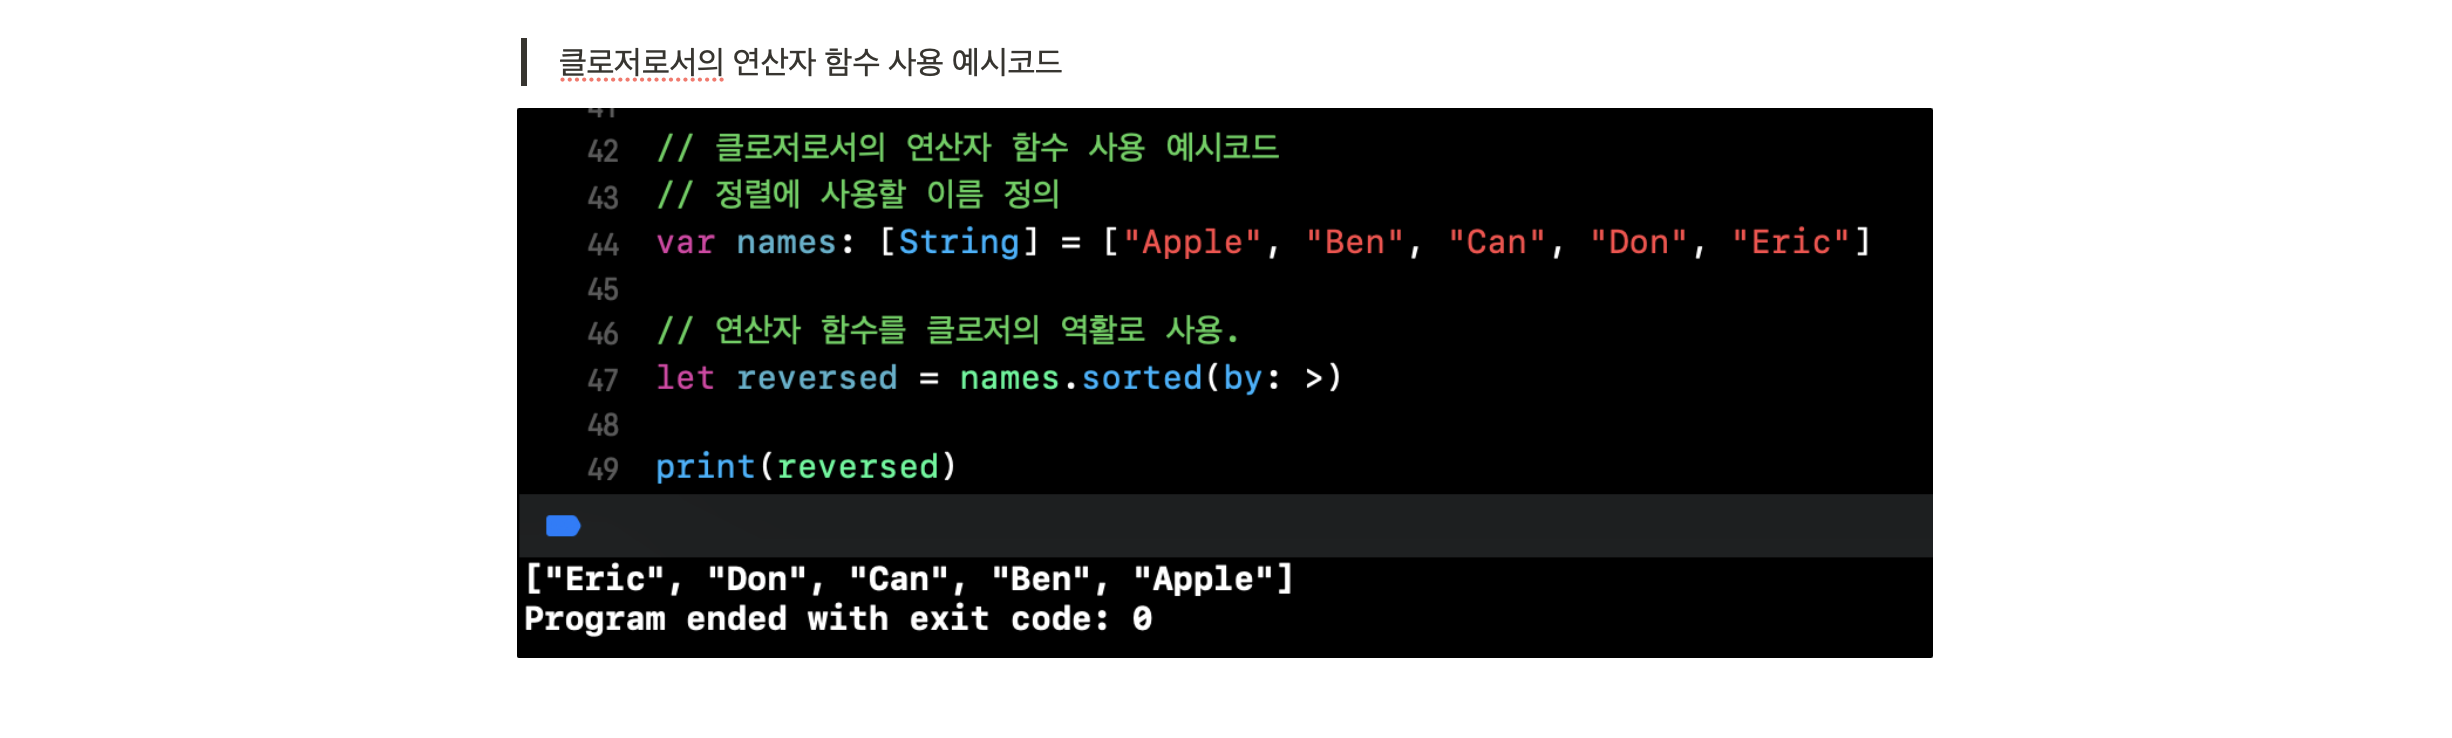 클로저로서의 연산자 함수 사용 예시코드
41
42 // 클로저로서의 연산자 함수 사용 예시코드
43 // 정렬에 사용할 이름 정의
44 var names: [String] = ["Apple", "Ben", "Can", "Don", "Eric"]
45
46 // 연산자 함수를 클로저의 역활로 사용.
47 let reversed = names.sorted(by: >)
48
49 print(reversed)
["Eric", "Don", "Can", "Ben", "Apple"]
Program ended with exit code: 0